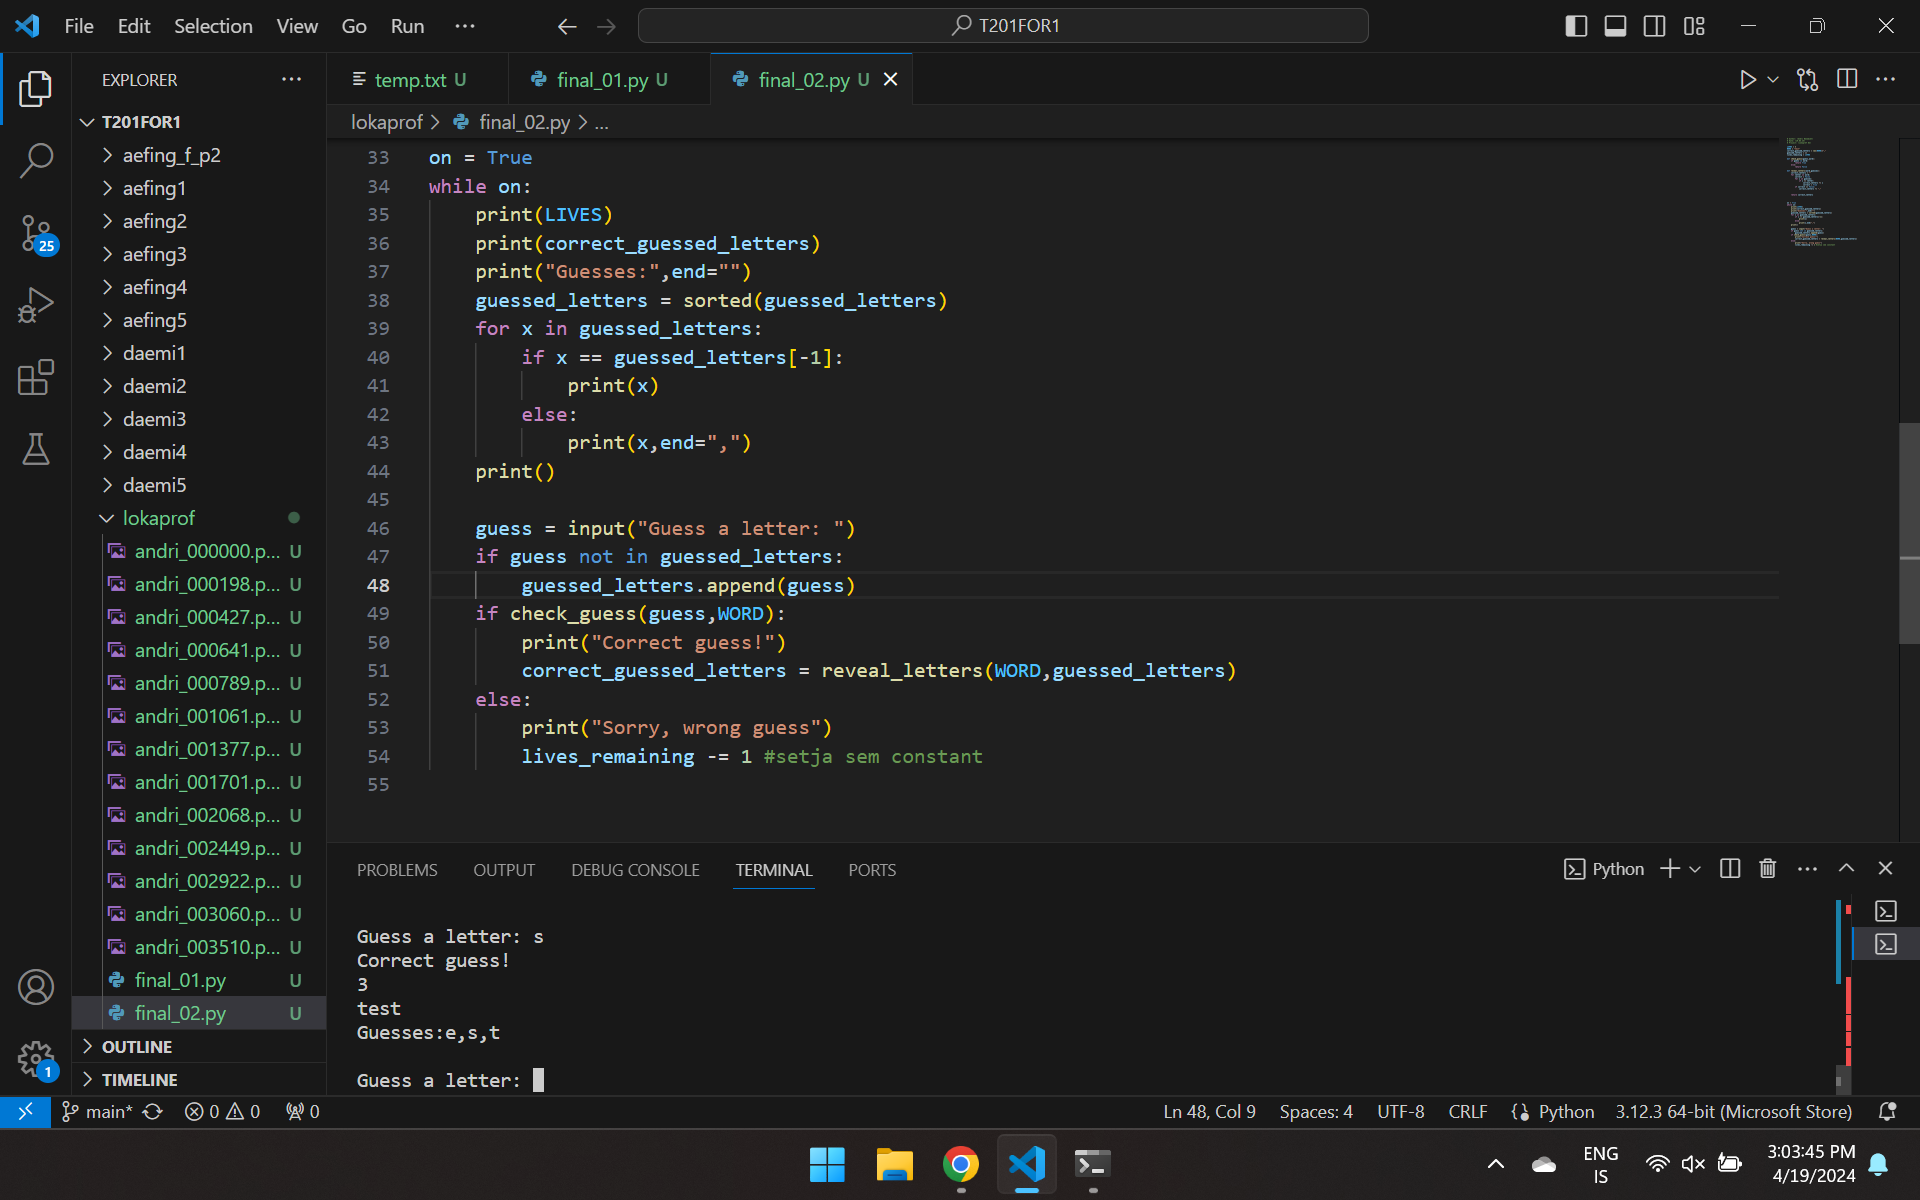 File Edit Selection View Go Run ··· T201FOR1
EXPLORER ···
T201FOR1
aefing_f_p2
aefing1
aefing2
aefing3
aefing4
aefing5
daemi1
daemi2
daemi3
daemi4
daemi5
lokaprof
andri_000000.p... U
andri_000198.p... U
andri_000427.p... U
andri_000641.p... U
andri_000789.p... U
andri_001061.p... U
andri_001377.p... U
andri_001701.p... U
andri_002068.p... U
andri_002449.p... U
andri_002922.p... U
andri_003060.p... U
andri_003510.p... U
final_01.py U
final_02.py U
OUTLINE
TIMELINE
25
1
temp.txt U final_01.py U final_02.py U
lokaprof > final_02.py > ...
33 on = True
34 while on:
35 print(LIVES)
36 print(correct_guessed_letters)
37 print("Guesses:",end="")
38 guessed_letters = sorted(guessed_letters)
39 for x in guessed_letters:
40 if x == guessed_letters[-1]:
41 print(x)
42 else:
43 print(x,end=",")
44 print()
45
46 guess = input("Guess a letter: ")
47 if guess not in guessed_letters:
48 guessed_letters.append(guess)
49 if check_guess(guess,WORD):
50 print("Correct guess!")
51 correct_guessed_letters = reveal_letters(WORD,guessed_letters)
52 else:
53 print("Sorry, wrong guess")
54 lives_remaining -= 1 #setja sem constant
55
PROBLEMS OUTPUT DEBUG CONSOLE TERMINAL PORTS Python
Guess a letter: s
Correct guess!
3
test
Guesses:e,s,t
Guess a letter:
main* 0 0 0 Ln 48, Col 9 Spaces: 4 UTF-8 CRLF Python 3.12.3 64-bit (Microsoft Store)
ENG
IS
3:03:45 PM
4/19/2024